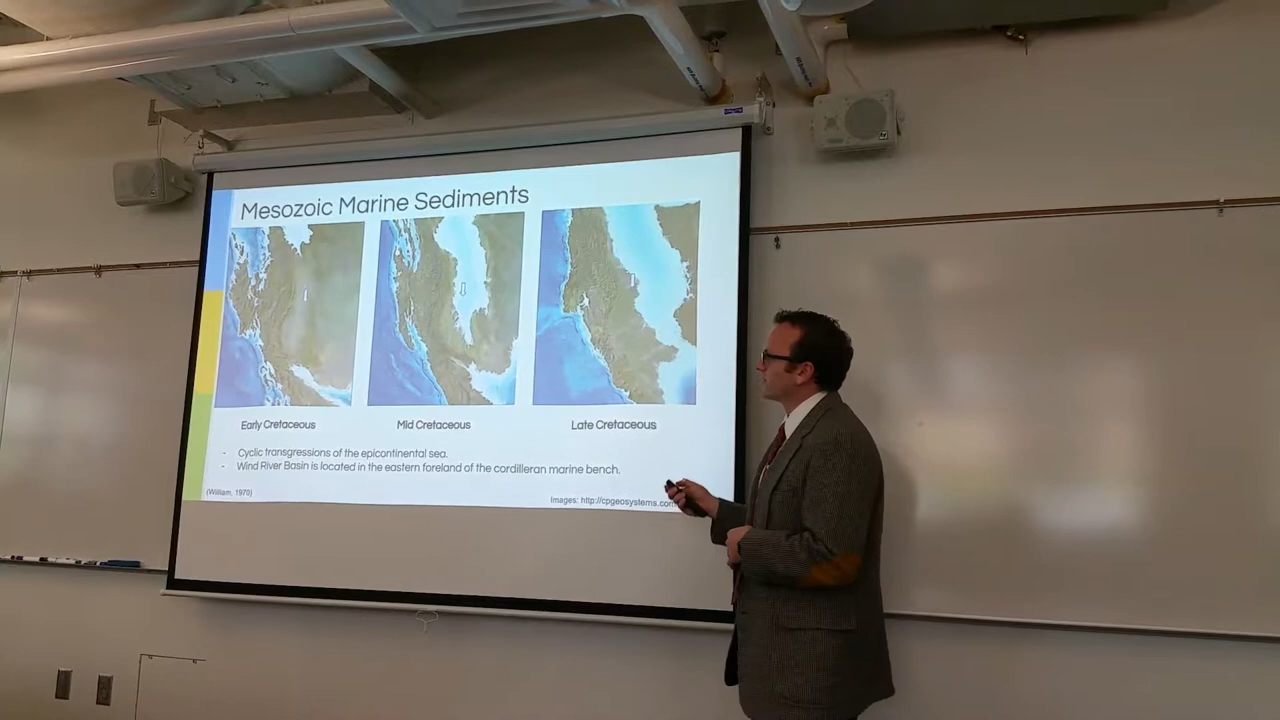 Mesozoic Marine Sediments
Early Cretaceous
Mid Cretaceous
Late Cretaceous
- Cyclic transgressions of the epicontinental sea.
- Wind River Basin is located in the eastern foreland of the cordilleran marine bench.
(William, 1970)
Images: http://cpgeosystems.com